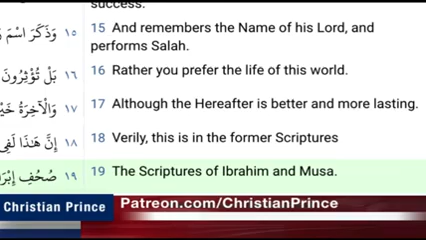 success.
١٥ وَذَكَرَ اسْمَ
15 And remembers the Name of his Lord, and
performs Salah.
١٦ بَلْ تُؤْثِرُونَ
16 Rather you prefer the life of this world.
١٧ وَالْآخِرَةُ
17 Although the Hereafter is better and more lasting.
١٨ إِنَّ هَٰذَا لَفِي
18 Verily, this is in the former Scriptures
١٩ صُحُفِ
19 The Scriptures of Ibrahim and Musa.
Christian Prince
Patreon.com/ChristianPrince